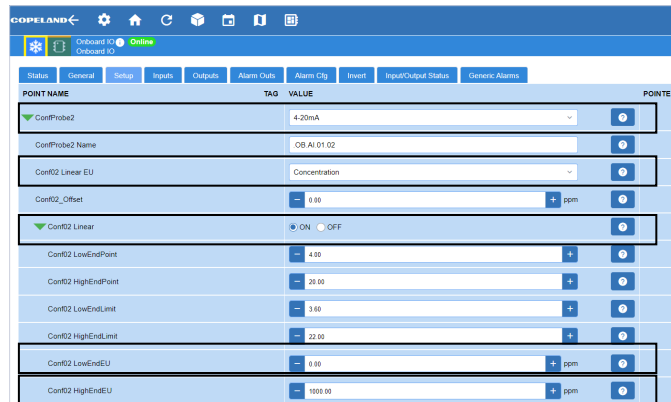 COPELAND
Onboard IO Online
Onboard IO
Status General Setup Inputs Outputs Alarm Outs Alarm Cfg Invert Input/Output Status Generic Alarms
POINT NAME TAG VALUE POINTE
ConfProbe2 4-20mA
ConfProbe2 Name OB.AI.01.02
Conf02 Linear EU Concentration
Conf02_Offset 0.00 ppm
Conf02 Linear ON OFF
Conf02 LowEndPoint 4.00
Conf02 HighEndPoint 20.00
Conf02 LowEndLimit 3.60
Conf02 HighEndLimit 22.00
Conf02 LowEndEU 0.00 ppm
Conf02 HighEndEU 1000.00 ppm